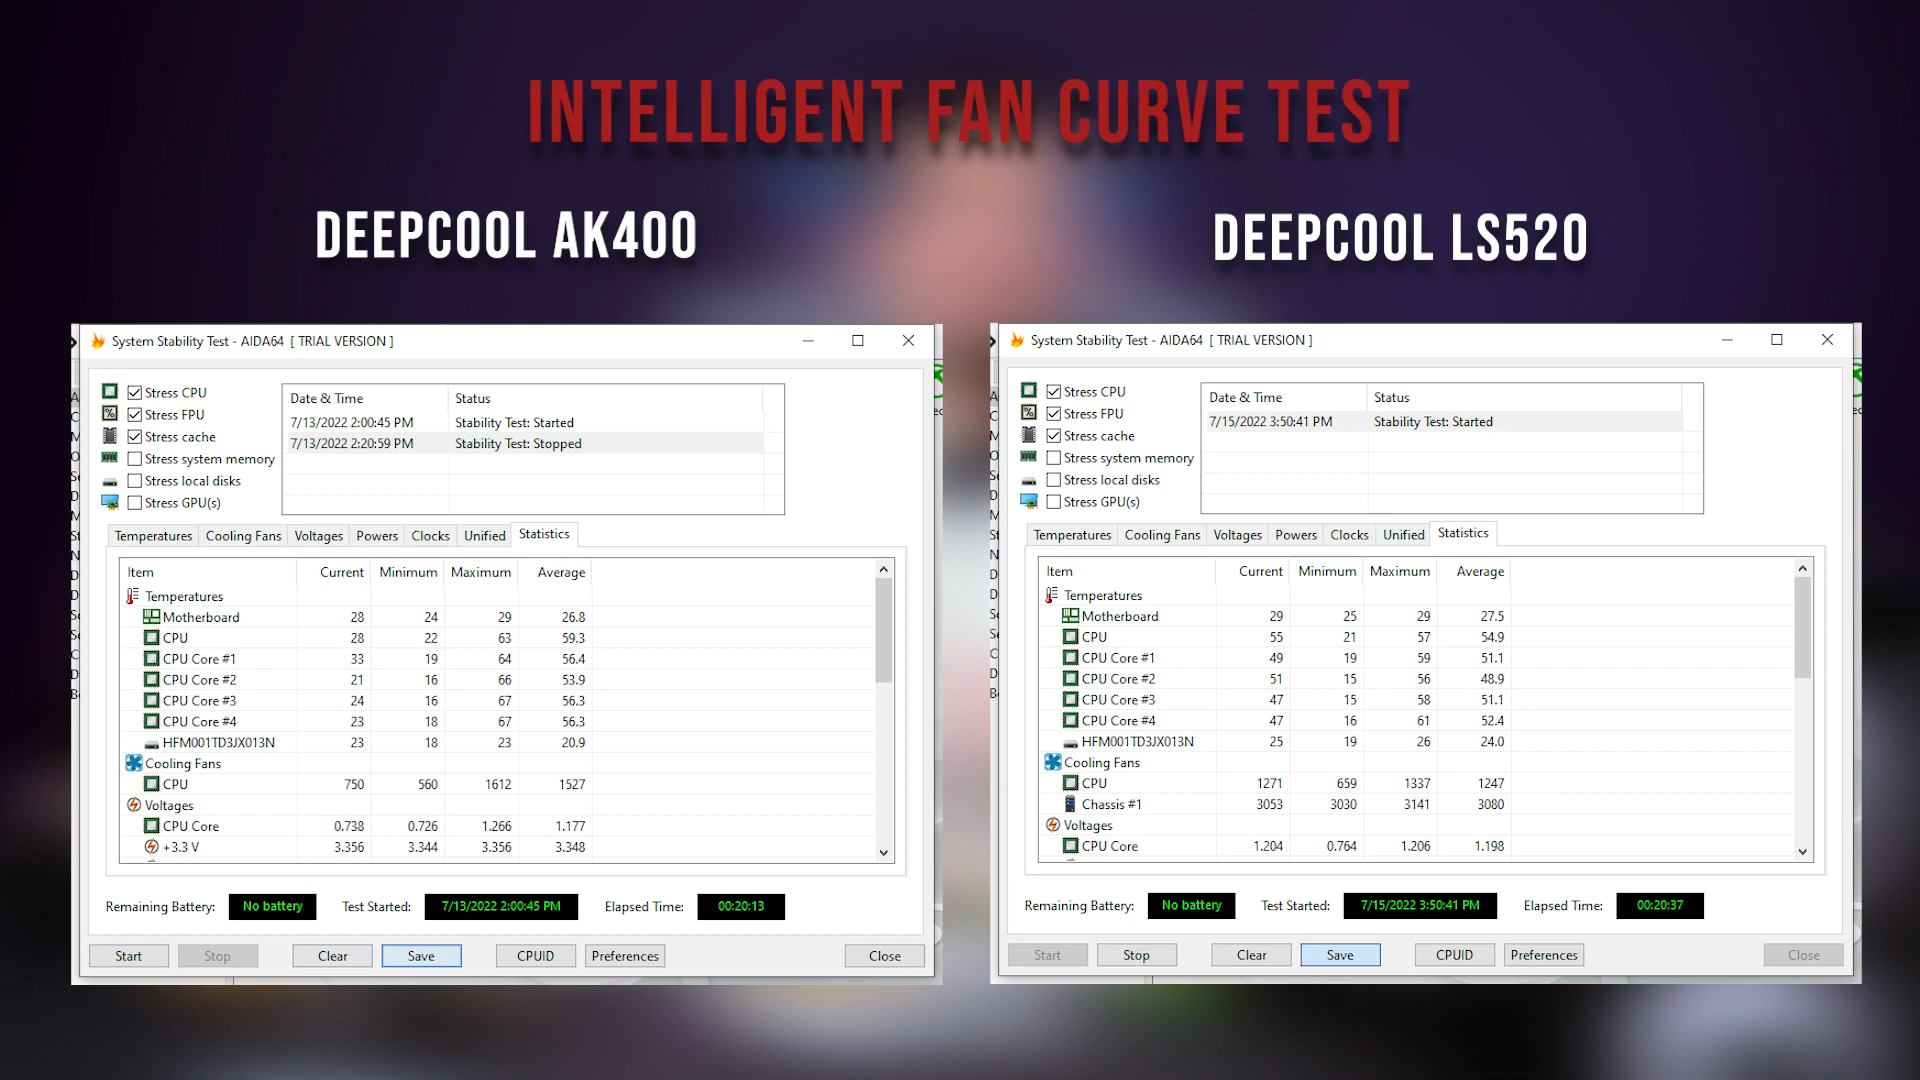 INTELLIGENT FAN CURVE TEST
DEEPCOOL AK400
System Stability Test - AIDA64 [ TRIAL VERSION ]
Stress CPU
Stress FPU
Stress cache
Stress system memory
Stress local disks
Stress GPU(s)
Date & Time Status
7/13/2022 2:00:45 PM Stability Test: Started
7/13/2022 2:20:59 PM Stability Test: Stopped
Temperatures Cooling Fans Voltages Powers Clocks Unified Statistics
Item Current Minimum Maximum Average
Temperatures
Motherboard 28 24 29 26.8
CPU 28 22 63 59.3
CPU Core #1 33 19 64 56.4
CPU Core #2 21 16 66 53.9
CPU Core #3 24 16 67 56.3
CPU Core #4 23 18 67 56.3
HFM001TD3JX013N 23 18 23 20.9
Cooling Fans
CPU 750 560 1612 1527
Voltages
CPU Core 0.738 0.726 1.266 1.177
+3.3 V 3.356 3.344 3.356 3.348
Remaining Battery: No battery Test Started: 7/13/2022 2:00:45 PM Elapsed Time: 00:20:13
Start Stop Clear Save CPUID Preferences Close
DEEPCOOL LS520
System Stability Test - AIDA64 [ TRIAL VERSION ]
Stress CPU
Stress FPU
Stress cache
Stress system memory
Stress local disks
Stress GPU(s)
Date & Time Status
7/15/2022 3:50:41 PM Stability Test: Started
Temperatures Cooling Fans Voltages Powers Clocks Unified Statistics
Item Current Minimum Maximum Average
Temperatures
Motherboard 29 25 29 27.5
CPU 55 21 57 54.9
CPU Core #1 49 19 59 51.1
CPU Core #2 51 15 56 48.9
CPU Core #3 47 15 58 51.1
CPU Core #4 47 16 61 52.4
HFM001TD3JX013N 25 19 26 24.0
Cooling Fans
CPU 1271 659 1337 1247
Chassis #1 3053 3030 3141 3080
Voltages
CPU Core 1.204 0.764 1.206 1.198
Remaining Battery: No battery Test Started: 7/15/2022 3:50:41 PM Elapsed Time: 00:20:37
Start Stop Clear Save CPUID Preferences Close